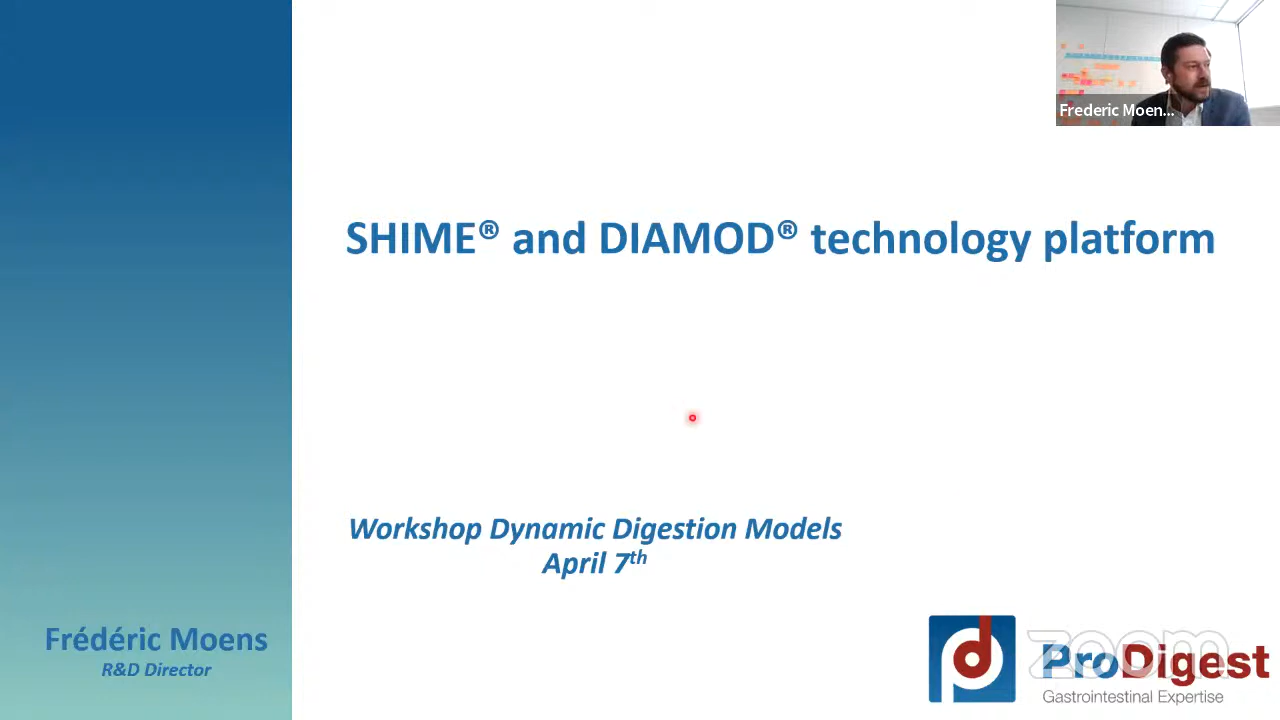 Frederic Moen...
SHIME® and DIAMOD® technology platform
Workshop Dynamic Digestion Models
April 7th
Frédéric Moens
R&D Director
zoom
ProDigest
Gastrointestinal Expertise